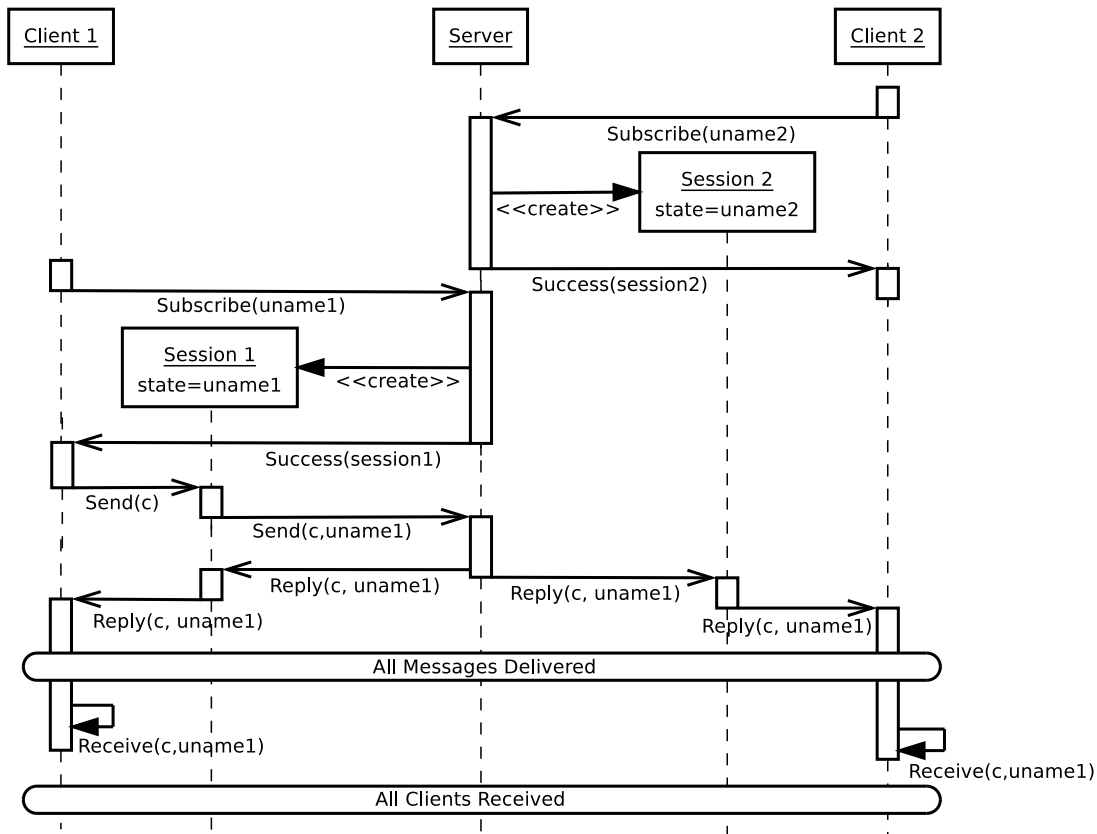 Client 1
Server
Client 2
Subscribe(uname2)
Session 2
state=uname2
<<create>>
Success(session2)
Subscribe(uname1)
Session 1
state=uname1
<<create>>
Success(session1)
Send(c)
Send(c,uname1)
Reply(c, uname1)
Reply(c, uname1)
Reply(c, uname1)
Reply(c, uname1)
All Messages Delivered
Receive(c,uname1)
Receive(c,uname1)
All Clients Received